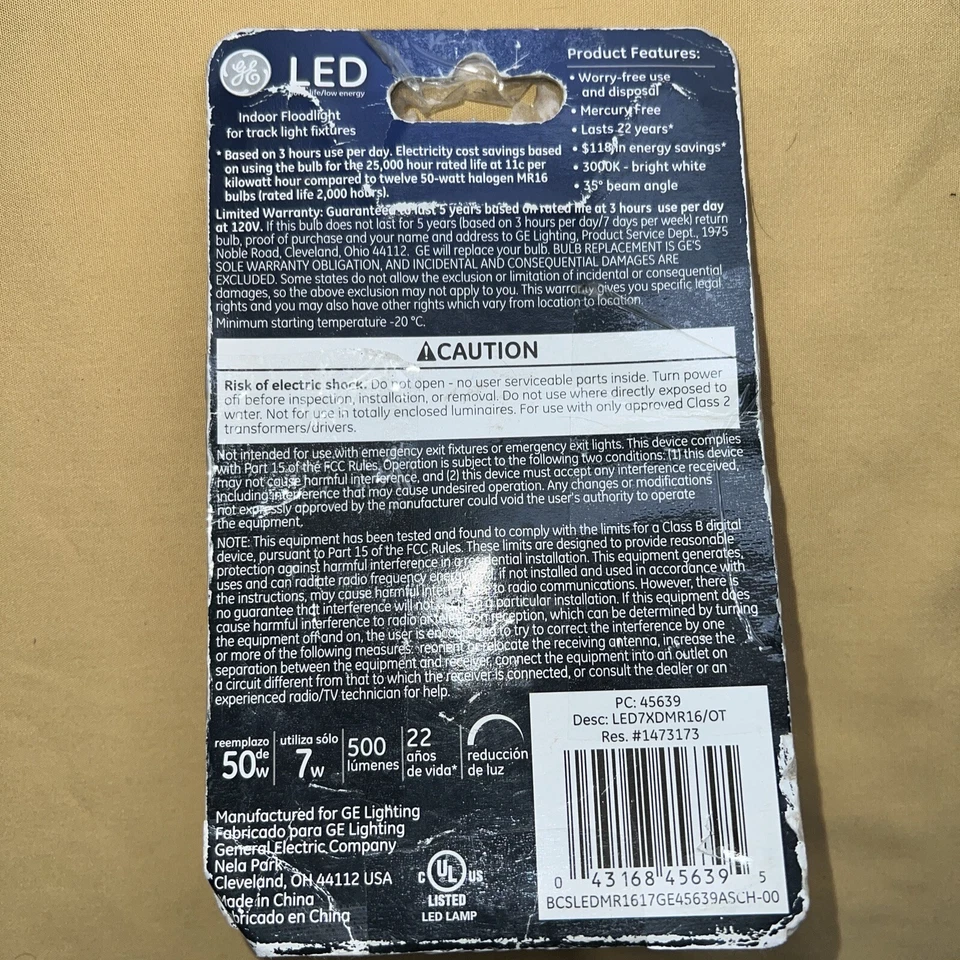 GE LED
life/low energy
Indoor Floodlight
for track light fixtures
* Based on 3 hours use per day. Electricity cost savings based
on using the bulb for the 25,000 hour rated life at 11c per
kilowatt hour compared to twelve 50-watt halogen MR16
bulbs (rated life 2,000 hours).
Product Features:
• Worry-free use
and disposal
• Mercury Free
• Lasts 22 years*
• $118 in energy savings*
• 3000K - bright white
• 35° beam angle
Limited Warranty: Guaranteed to last 5 years based on rated life at 3 hours use per day
at 120V. If this bulb does not last for 5 years (based on 3 hours per day/7 days per week) return
bulb, proof of purchase and your name and address to GE Lighting, Product Service Dept., 1975
Noble Road, Cleveland, Ohio 44112. GE will replace your bulb. BULB REPLACEMENT IS GE'S
SOLE WARRANTY OBLIGATION, AND INCIDENTAL AND CONSEQUENTIAL DAMAGES ARE
EXCLUDED. Some states do not allow the exclusion or limitation of incidental or consequential
damages, so the above exclusion may not apply to you. This warranty gives you specific legal
rights and you may also have other rights which vary from location to location.
Minimum starting temperature -20 °C.
CAUTION
Risk of electric shock. Do not open - no user serviceable parts inside. Turn power
off before inspection, installation, or removal. Do not use where directly exposed to
water. Not for use in totally enclosed luminaires. For use with only approved Class 2
transformers/drivers.
Not intended for use with emergency exit fixtures or emergency exit lights. This device complies
with Part 15 of the FCC Rules. Operation is subject to the following two conditions: (1) this device
may not cause harmful interference, and (2) this device must accept any interference received,
including interference that may cause undesired operation. Any changes or modifications
not expressly approved by the manufacturer could void the user's authority to operate
the equipment.
NOTE: This equipment has been tested and found to comply with the limits for a Class B digital
device, pursuant to Part 15 of the FCC Rules. These limits are designed to provide reasonable
protection against harmful interference in a residential installation. This equipment generates,
uses and can radiate radio frequency energy if not installed and used in accordance with
the instructions, may cause harmful to radio communications. However, there is
no guarantee that interference will not a particular installation. If this equipment does
cause harmful interference to radio or television reception, which can be determined by turning
the equipment off and on, the user is encouraged to try to correct the interference by one
or more of the following measures: reorient or relocate the receiving antenna, increase the
separation between the equipment and receiver, connect the equipment into an outlet on
a circuit different from that to which the receiver is connected, or consult the dealer or an
experienced radio/TV technician for help.
reemplazo
50 de W
utiliza sólo
7W
500
lúmenes
22
años
de vida*
reducción
de luz
Manufactured for GE Lighting
Fabricado para GE Lighting
General Electric Company
Nela Park
Cleveland, OH 44112 USA
Made in China
Fabricado en China
C UL US
LISTED
LED LAMP
PC: 45639
Desc: LED7XDMR16/OT
Res. #1473173
0 43168 45639 5
BCSLEDMR1617GE45639ASCH-00